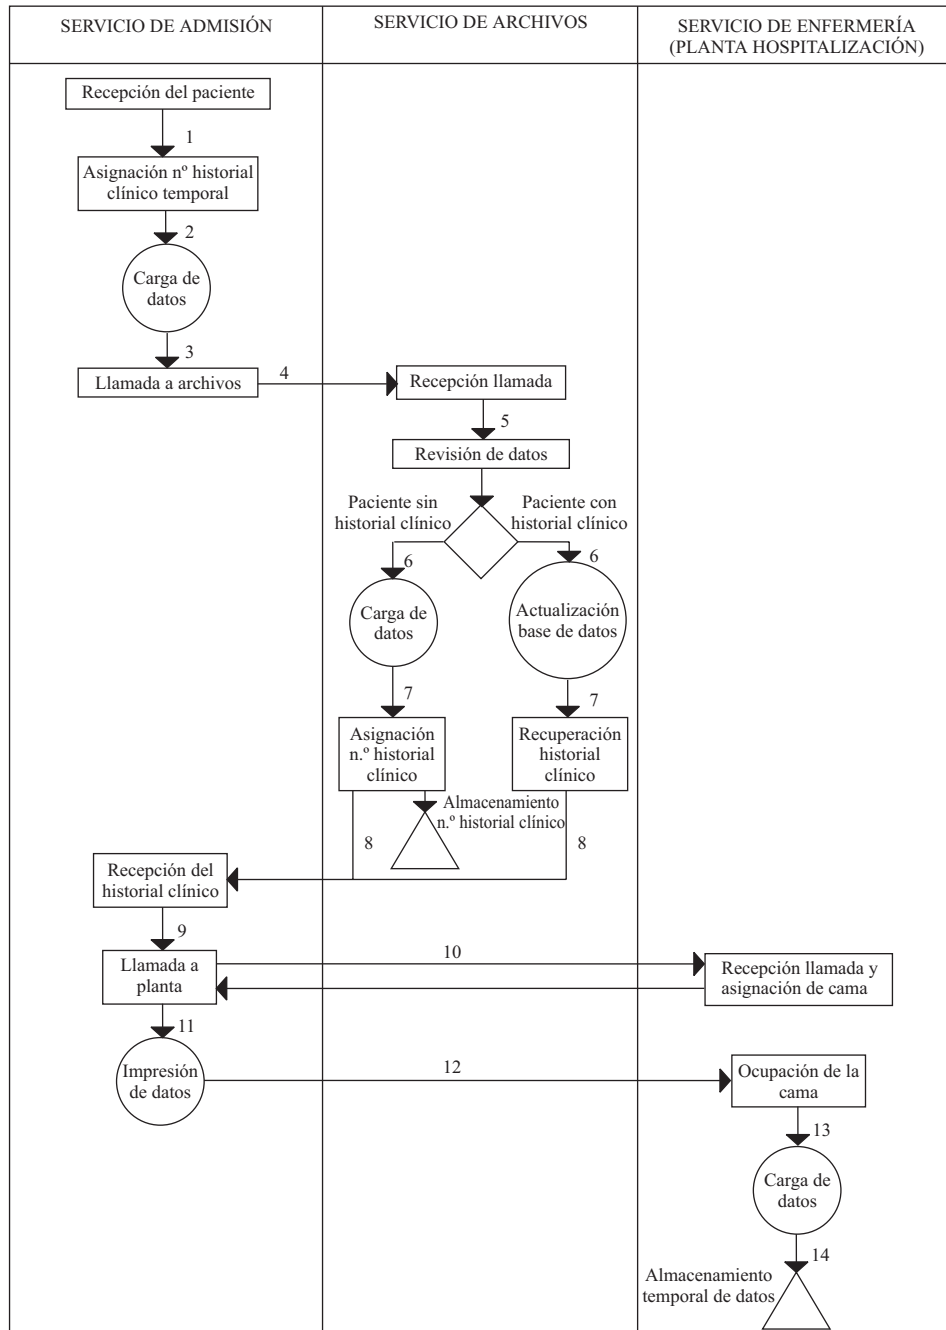 SERVICIO DE ADMISIÓN
SERVICIO DE ARCHIVOS
SERVICIO DE ENFERMERÍA
(PLANTA HOSPITALIZACIÓN)
Recepción del paciente
1
Asignación nº historial
clínico temporal
2
Carga de
datos
3
Llamada a archivos
4
Recepción llamada
5
Revisión de datos
Paciente sin
historial clínico
Paciente con
historial clínico
6
6
Carga de
datos
Actualización
base de datos
7
7
Asignación
n.º historial
clínico
Recuperación
historial
clínico
Almacenamiento
n.º historial clínico
8
8
Recepción del
historial clínico
9
Llamada a
planta
10
Recepción llamada y
asignación de cama
11
Impresión
de datos
12
Ocupación de la
cama
13
Carga de
datos
14
Almacenamiento
temporal de datos